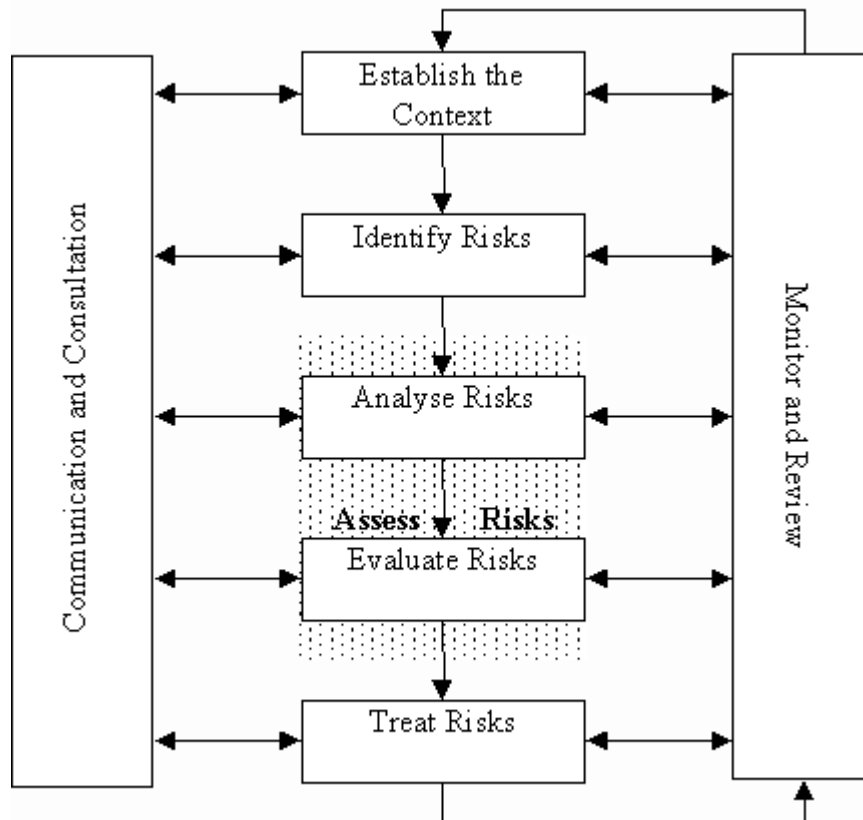 Communication and Consultation
Establish the
Context
Identify Risks
Analyse Risks
Assess Risks
Evaluate Risks
Treat Risks
Monitor and Review